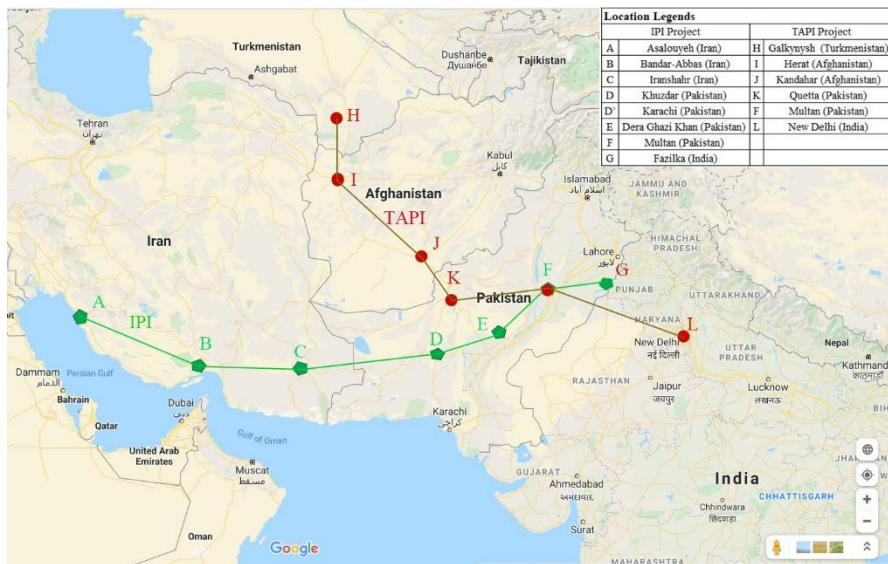 Location Legends
IPI Project TAPI Project
A Asalouyeh (Iran) H Galkynysh (Turkmenistan)
B Bandar-Abbas (Iran) I Herat (Afghanistan)
C Iranshahr (Iran) J Kandahar (Afghanistan)
D Khuzdar (Pakistan) K Quetta (Pakistan)
D' Karachi (Pakistan) F Multan (Pakistan)
E Dera Ghazi Khan (Pakistan) L New Delhi (India)
F Multan (Pakistan)
G Fazilka (India)
Turkmenistan
Dushanbe
Душанбе
Tajikistan
Ashgabat
H
Tehran
تهران
Kabul
کابل
I
Afghanistan
Islamabad
اسلام آباد
JAMMU AND
KASHMIR
TAPI
Iran
J
Lahore
لاہور
HIMACHAL
PRADESH
K
Pakistan
F
G
PUNJAB
UTTARAKHAND
A
IPI
B
C
D
E
HARYANA
L
New Delhi
नई दिल्ली
UTTAR
PRADESH
Nepal
Kathmand
Persian Gulf
Dammam
الدمام
Bahrain
Qatar
Dubai
دبي
Karachi
کراچی
RAJASTHAN
Jaipur
जयपुर
Lucknow
लखनऊ
BIH
United Arab
Emirates
Gulf of Oman
Muscat
مسقط
GUJARAT
Ahmedabad
અમદાવાદ
India
CHHATTISGARH
Chhindwara
छिंदवाड़ा
Surat
Oman
Google
MAHARASHTRA